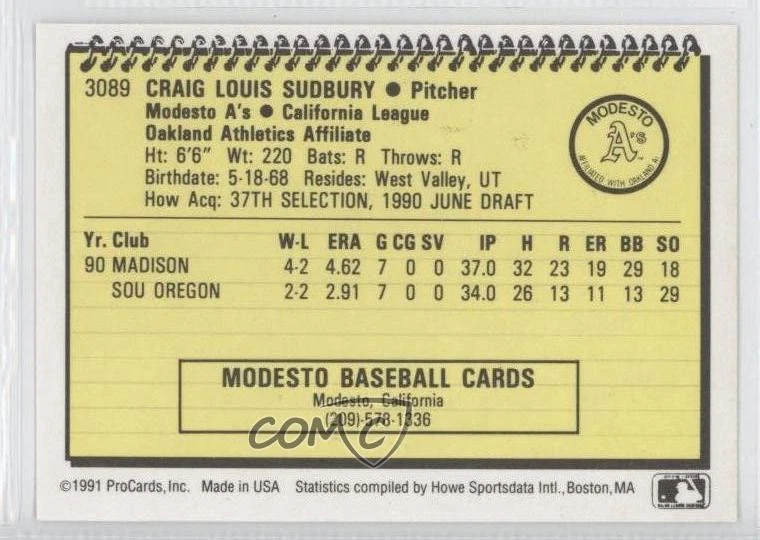 3089 CRAIG LOUIS SUDBURY ● Pitcher
Modesto A's ● California League
Oakland Athletics Affiliate
Ht: 6'6" Wt: 220 Bats: R Throws: R
Birthdate: 5-18-68 Resides: West Valley, UT
How Acq: 37TH SELECTION, 1990 JUNE DRAFT
MODESTO
A's
AFFILIATED WITH OAKLAND A's
Yr. Club W-L ERA G CG SV IP H R ER BB SO
90 MADISON 4-2 4.62 7 0 0 37.0 32 23 19 29 18
SOU OREGON 2-2 2.91 7 0 0 34.0 26 13 11 13 29
MODESTO BASEBALL CARDS
Modesto, California
(209)-578-1336
COMC
©1991 ProCards, Inc. Made in USA Statistics compiled by Howe Sportsdata Intl., Boston, MA